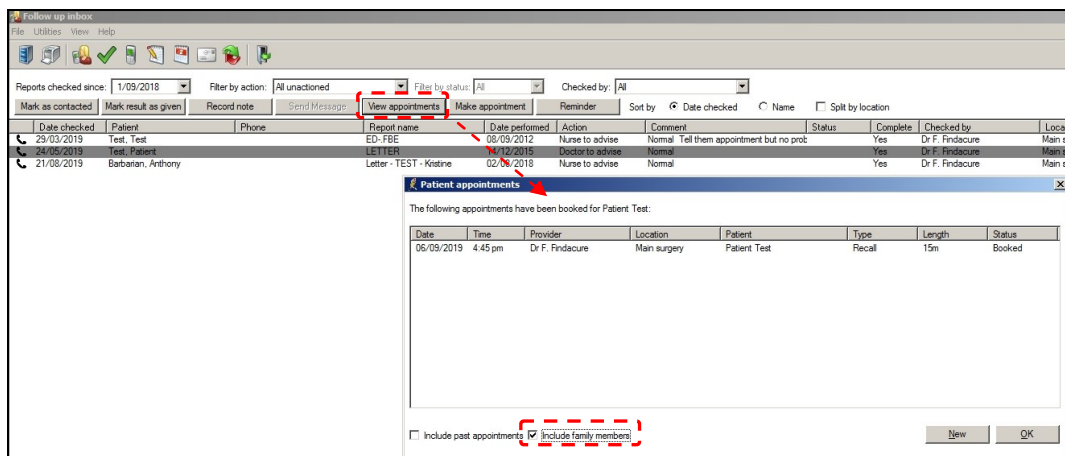 Follow up inbox
File Utilities View Help
Reports checked since: 1/09/2018 Filter by action: All unactioned Filter by status: All Checked by: All
Mark as contacted Mark result as given Record note Send Message View appointments Make appointment Reminder Sort by Date checked Name Split by location
Date checked Patient Phone Report name Date performed Action Comment Status Complete Checked by Loca
29/03/2019 Test, Test ED-.FBE 08/09/2012 Nurse to advise Normal Tell them appointment but no prob Yes Dr F. Findacure Main s
24/05/2019 Test, Patient LETTER 14/12/2015 Doctor to advise Normal Yes Dr F. Findacure Main s
21/08/2019 Barbarian, Anthony Letter - TEST - Kristine 02/08/2018 Nurse to advise Normal Yes Dr F. Findacure Main s
Patient appointments
The following appointments have been booked for Patient Test:
Date Time Provider Location Patient Type Length Status
06/09/2019 4:45 pm Dr F. Findacure Main surgery Patient Test Recall 15m Booked
Include past appointments Include family members New OK